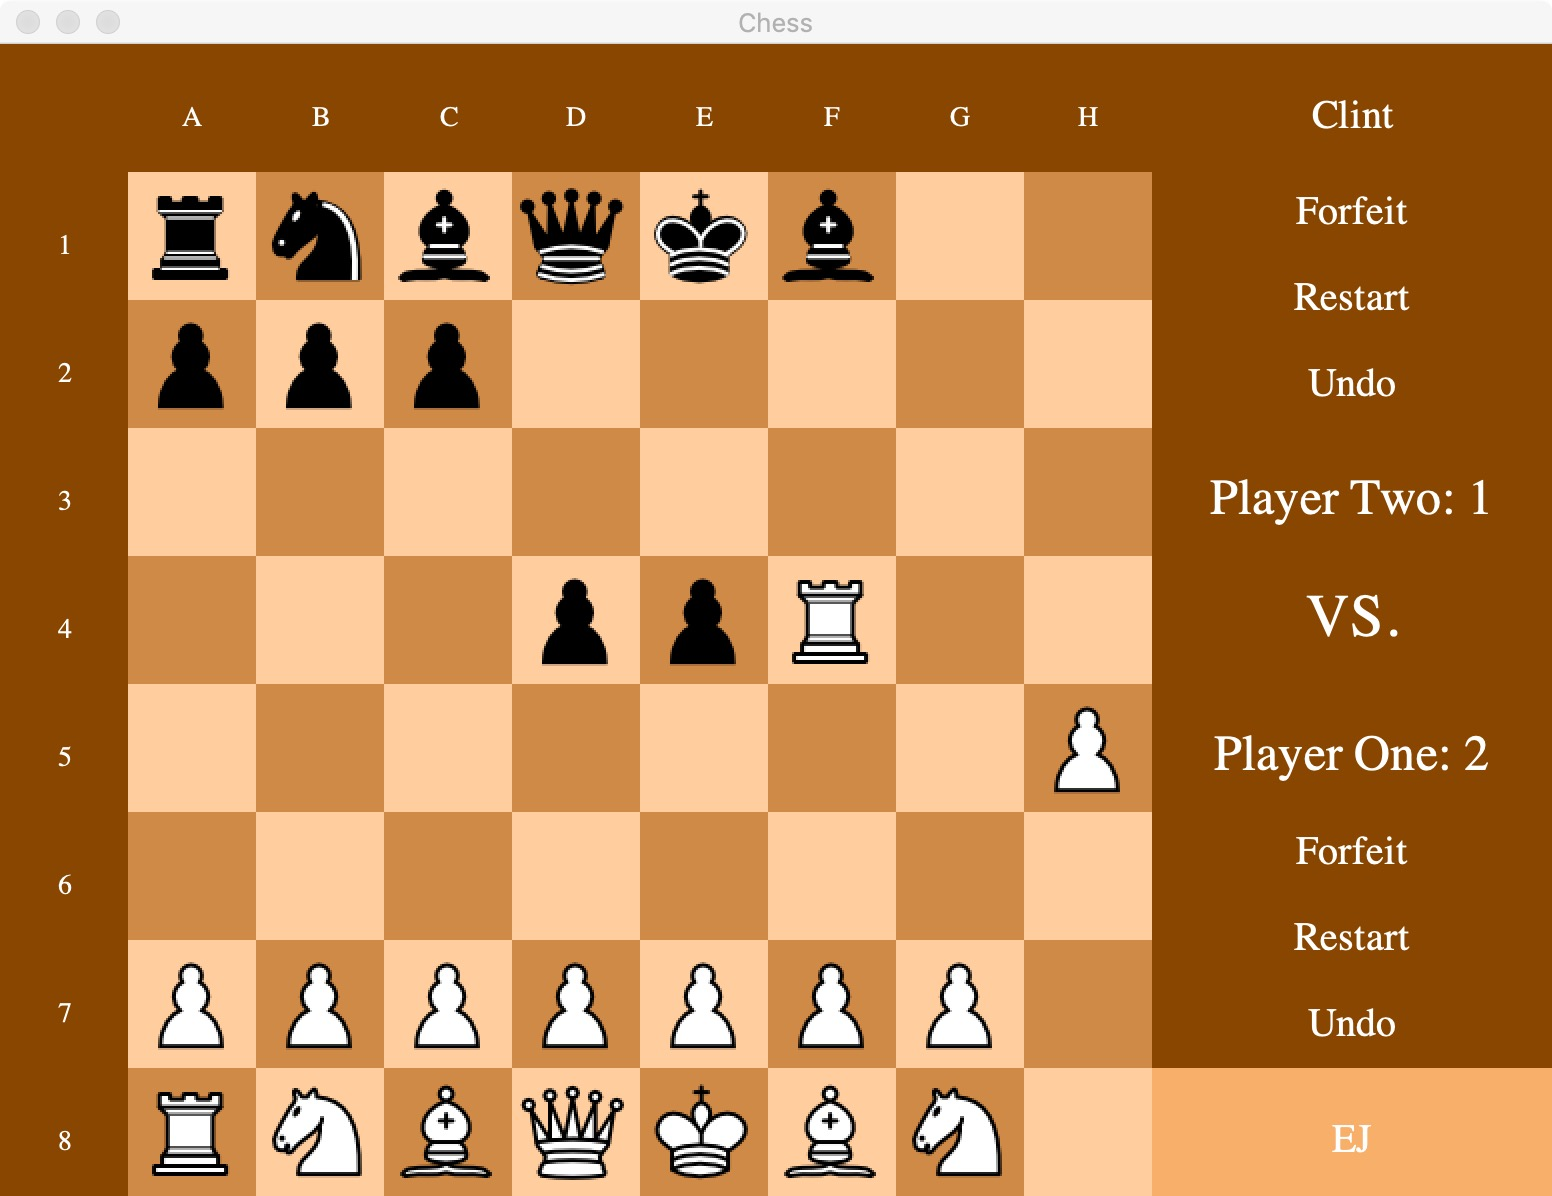 Chess
A B C D E F G H
Clint
1
Forfeit
Restart
2
Undo
3
Player Two: 1
4
VS.
5
Player One: 2
Forfeit
6
Restart
7
Undo
8
EJ